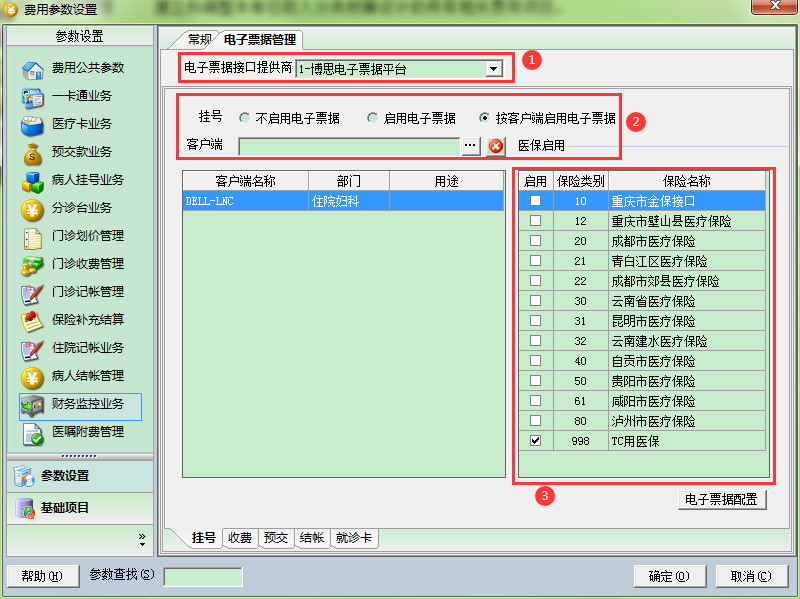 费用参数设置
参数设置
费用公共参数
一卡通业务
医疗卡业务
预交款业务
病人挂号业务
分诊台业务
门诊划价管理
门诊收费管理
门诊记帐管理
保险补充结算
住院记帐业务
病人结帐管理
财务监控业务
医嘱附费管理
参数设置
基础项目
»
常规 电子票据管理
电子票据接口提供商 1-博思电子票据平台
1
挂号 不启用电子票据 启用电子票据 按客户端启用电子票据
2
客户端 ... 医保启用
客户端名称 部门 用途
DELL-LNC 住院妇科
启用 保险类别 保险名称
10 重庆市金保接口
12 重庆市壁山县医疗保险
20 成都市医疗保险
21 青白江区医疗保险
22 成都市郊县医疗保险
30 云南省医疗保险
31 昆明市医疗保险
32 云南建水医疗保险
40 自贡市医疗保险
50 贵阳市医疗保险
61 咸阳市医疗保险
80 泸州市医疗保险
998 TC用医保
3
电子票据配置
挂号 收费 预交 结帐 就诊卡
帮助(H) 参数查找(S) 确定(O) 取消(C)